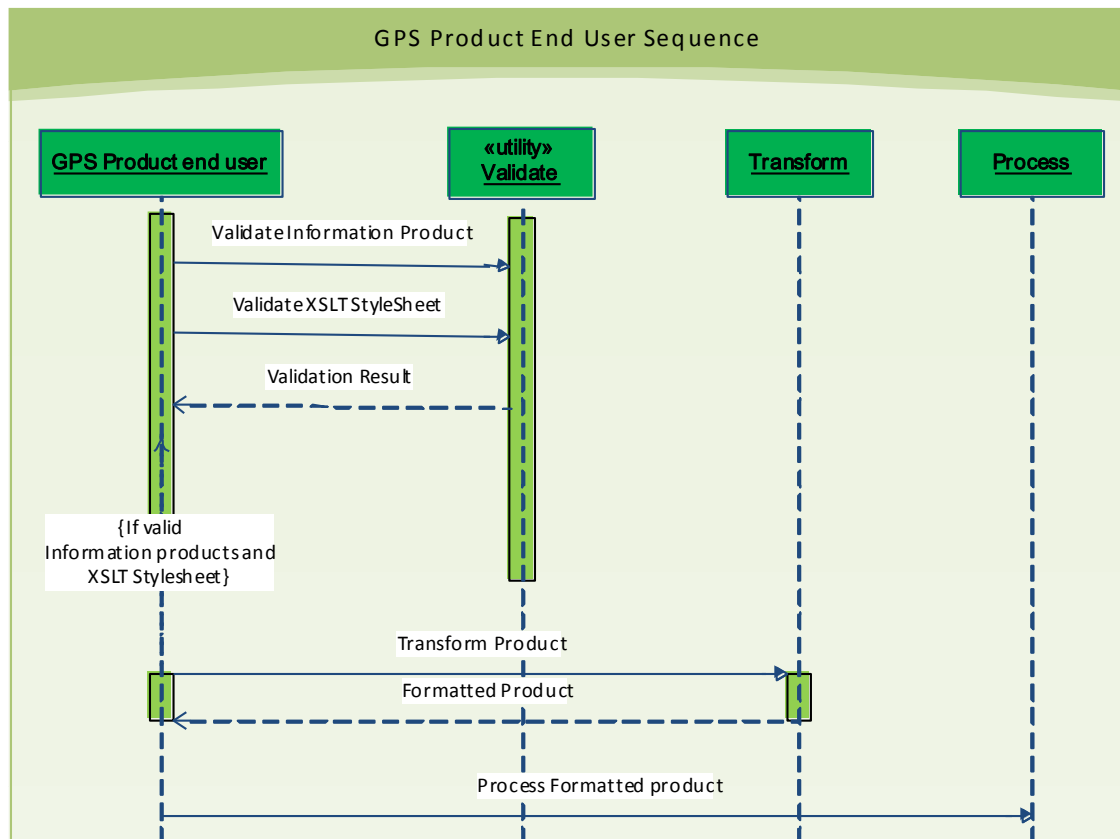 GPS Product End User Sequence
GPS Product end user
«utility»
Validate
Transform
Process
Validate Information Product
Validate XSLT StyleSheet
Validation Result
{If valid
Information products and
XSLT Stylesheet}
Transform Product
Formatted Product
Process Formatted product